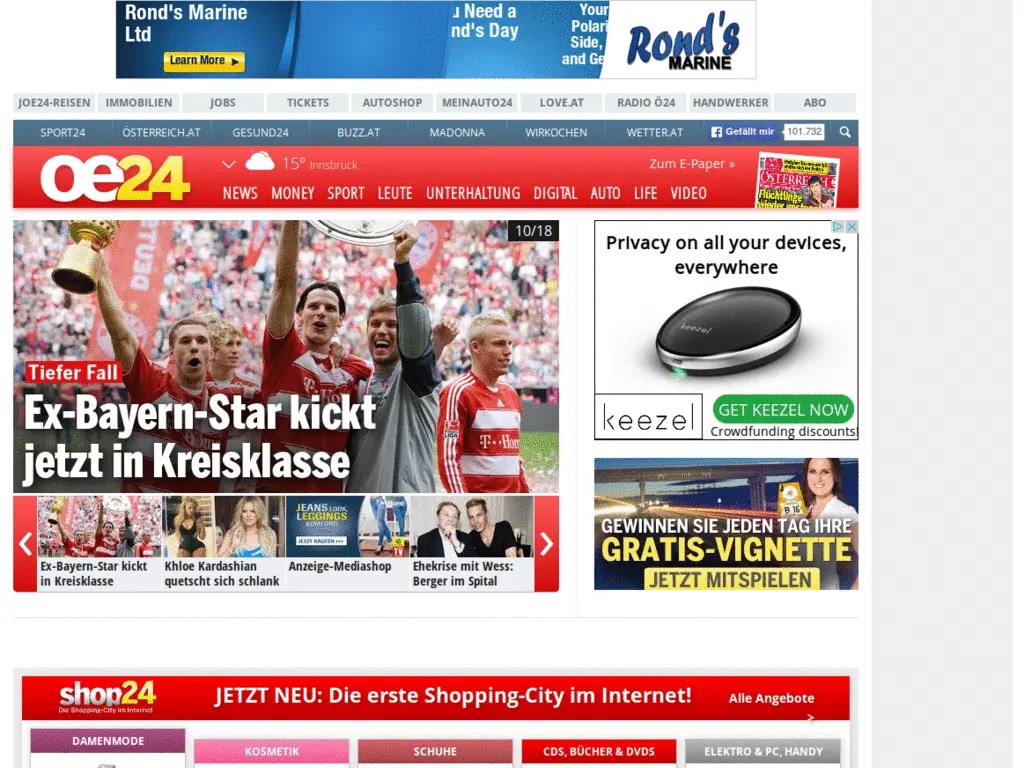 Rond's Marine
Ltd
Learn More
u Need a
nd's Day
Your
Polari
Side,
and Ge
Rond's
MARINE
JOE24-REISEN IMMOBILIEN JOBS TICKETS AUTOSHOP MEINAUTO24 LOVE.AT RADIO Ö24 HANDWERKER ABO
SPORT24 ÖSTERREICH.AT GESUND24 BUZZ.AT MADONNA WIRKOCHEN WETTER.AT Gefällt mir 101.732
oe24
15° Innsbruck
Zum E-Paper »
NEWS MONEY SPORT LEUTE UNTERHALTUNG DIGITAL AUTO LIFE VIDEO
ÖSTERREICH
Flüchtlinge
wieder gestoppt
10/18
Tiefer Fall
Ex-Bayern-Star kickt
jetzt in Kreisklasse
Privacy on all your devices,
everywhere
keezel
keezel
GET KEEZEL NOW
Crowdfunding discounts!
JEANS LOOK
LEGGINGS
KOMFORT!
JETZT KAUFEN >>>
Ex-Bayern-Star kickt
in Kreisklasse
Khloe Kardashian
quetscht sich schlank
Anzeige-Mediashop
Ehekrise mit Wess:
Berger im Spital
B 16
GEWINNEN SIE JEDEN TAG IHRE
GRATIS-VIGNETTE
JETZT MITSPIELEN
shop24
Die Shopping-City im Internet
JETZT NEU: Die erste Shopping-City im Internet!
Alle Angebote
>
DAMENMODE
KOSMETIK
SCHUHE
CDS, BÜCHER & DVDS
ELEKTRO & PC, HANDY